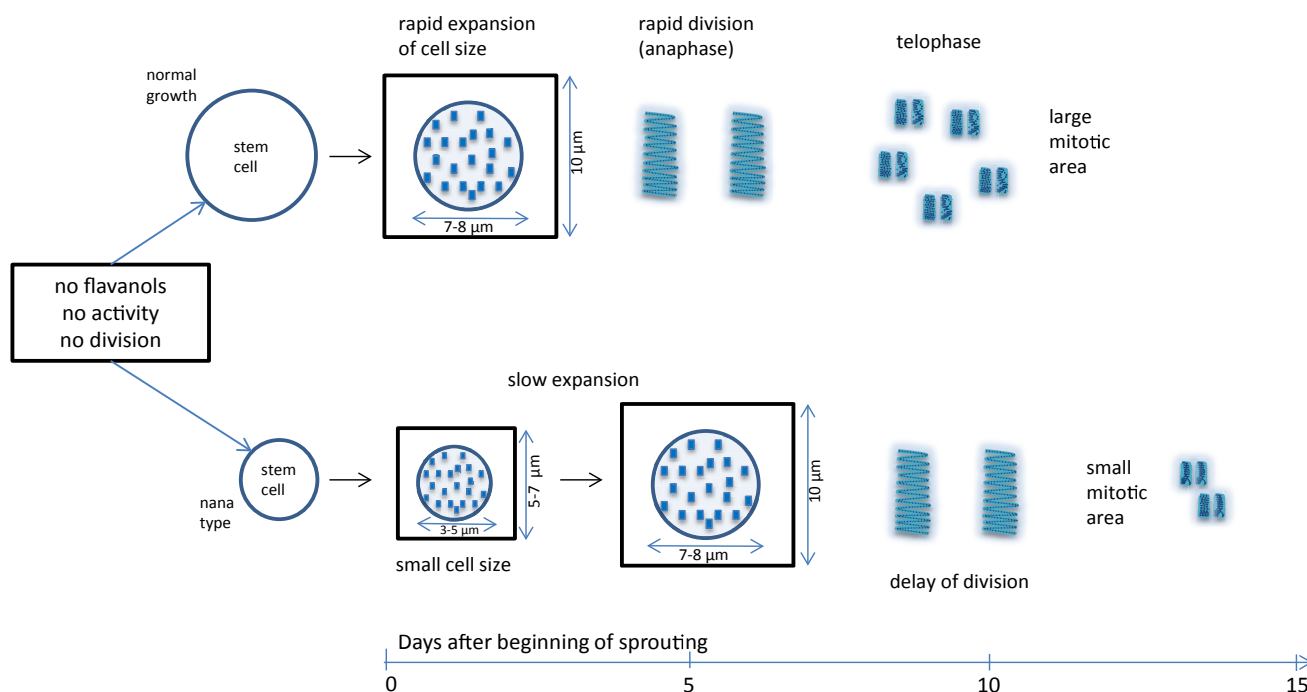 rapid expansion
of cell size
rapid division
(anaphase)
telophase
normal
growth
stem
cell
10 µm
7-8 µm
large
mitotic
area
no flavanols
no activity
no division
slow expansion
stem
cell
nana
type
3-5 µm
5-7 µm
small cell size
7-8 µm
10 µm
delay of division
small
mitotic
area
Days after beginning of sprouting
0 5 10 15